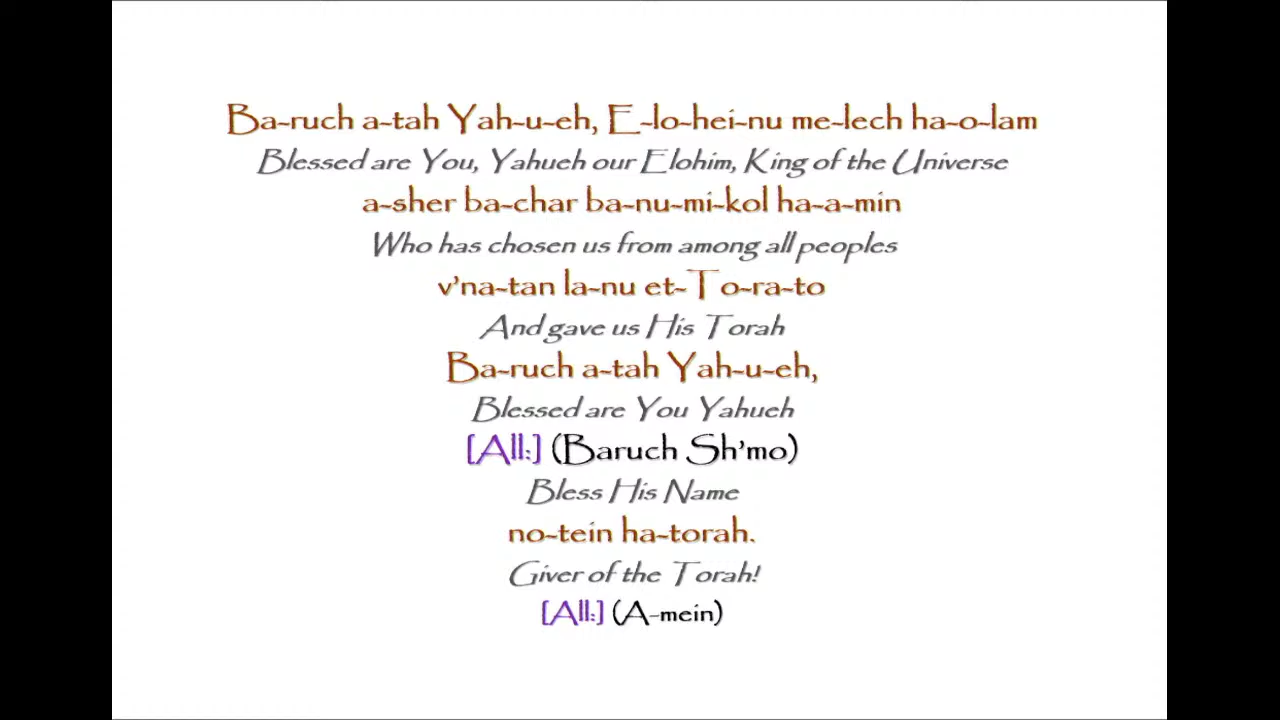 Ba-ruch a-tah Yah-u-eh, E-lo-hei-nu me-lech ha-o-lam
Blessed are You, Yahueh our Elohim, King of the Universe
a-sher ba-char ba-nu-mi-kol ha-a-min
Who has chosen us from among all peoples
v’na-tan la-nu et-To-ra-to
And gave us His Torah
Ba-ruch a-tah Yah-u-eh,
Blessed are You Yahueh
[All:] (Baruch Sh’mo)
Bless His Name
no-tein ha-torah.
Giver of the Torah!
[All:] (A-mein)